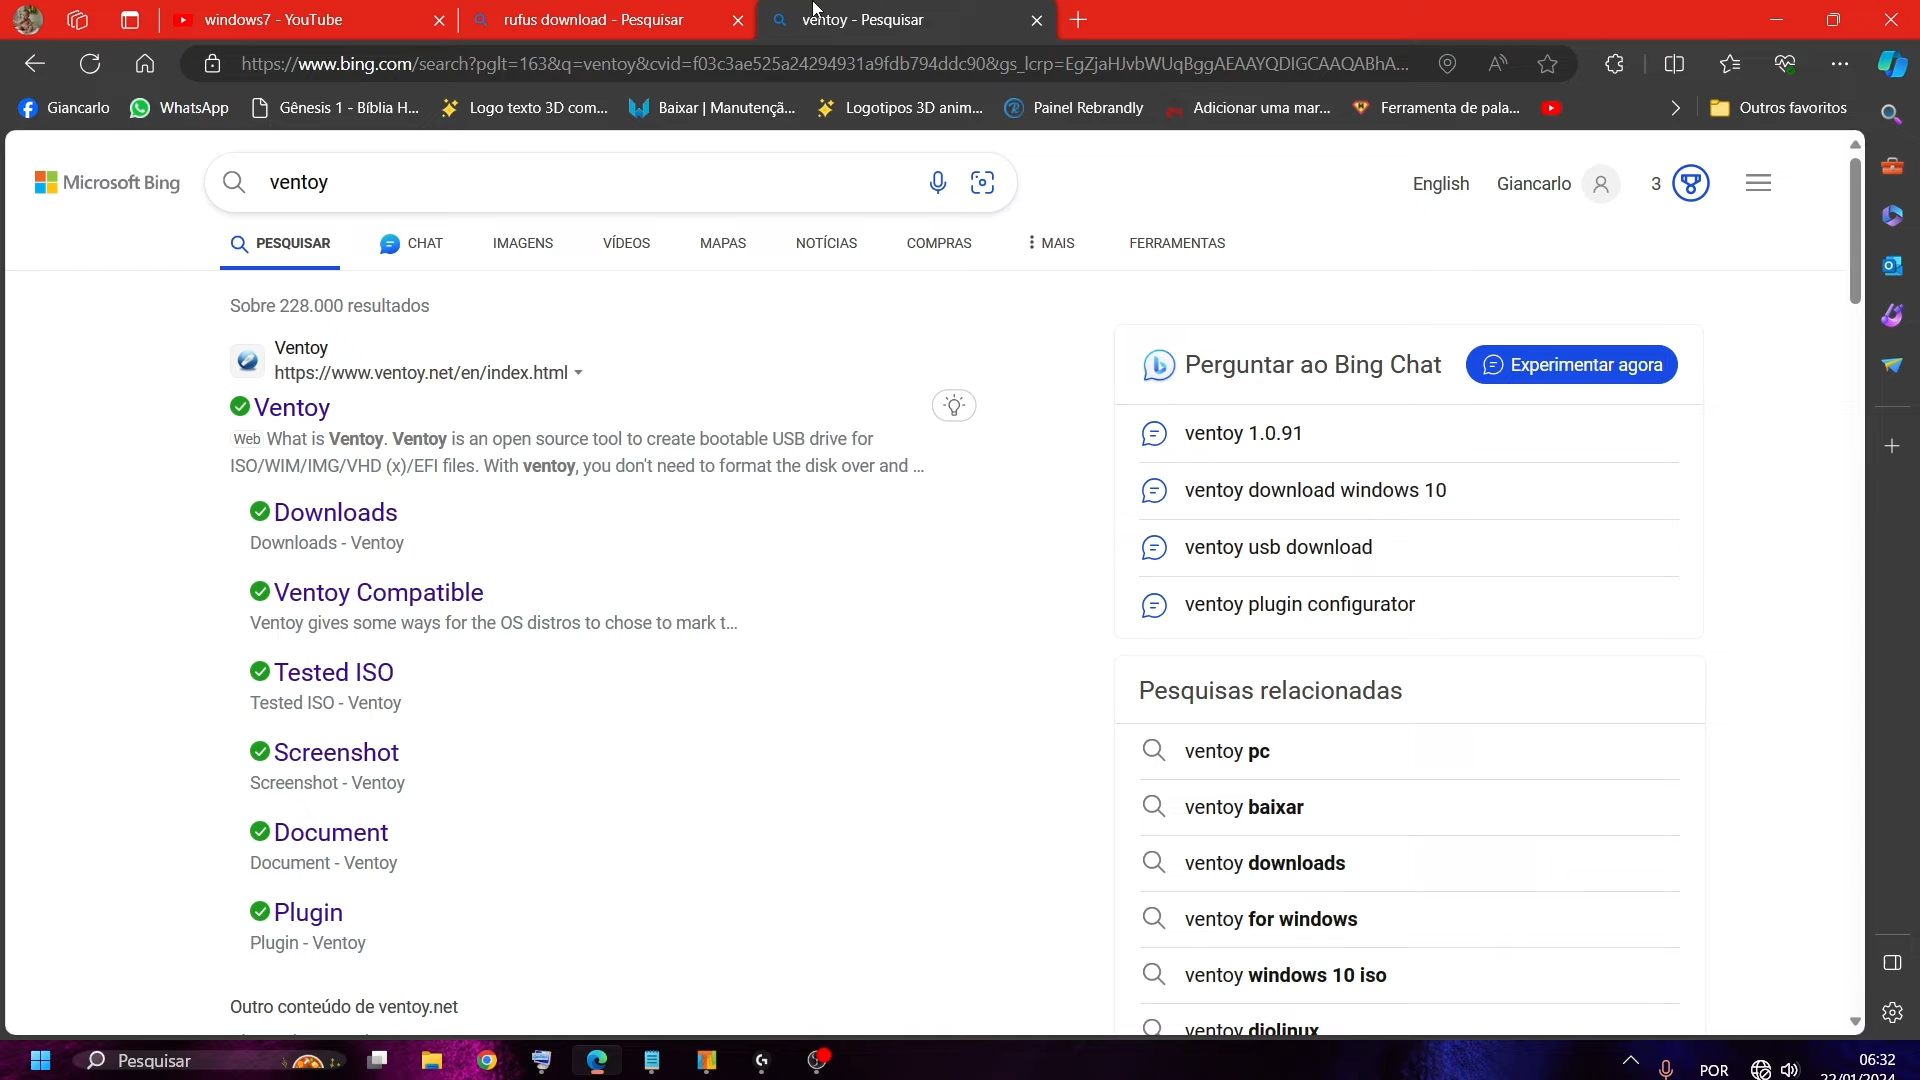 windows7 - YouTube
rufus download - Pesquisar
ventoy - Pesquisar
https://www.bing.com/search?pglt=163&q=ventoy&cvid=f03c3ae525a24294931a9fdb794ddc90&gs_lcrp=EgZjaHJvbWUqBggAEAAYQDIGCAAQABhA...
Giancarlo
WhatsApp
Gênesis 1 - Bíblia H...
Logo texto 3D com...
Baixar | Manutençã...
Logotipos 3D anim...
Painel Rebrandly
Adicionar uma mar...
Ferramenta de pala...
Outros favoritos
Microsoft Bing
ventoy
English
Giancarlo
3
PESQUISAR
CHAT
IMAGENS
VÍDEOS
MAPAS
NOTÍCIAS
COMPRAS
MAIS
FERRAMENTAS
Sobre 228.000 resultados
Ventoy
https://www.ventoy.net/en/index.html
Ventoy
Web What is Ventoy. Ventoy is an open source tool to create bootable USB drive for
ISO/WIM/IMG/VHD (x)/EFI files. With ventoy, you don't need to format the disk over and ...
Downloads
Downloads - Ventoy
Ventoy Compatible
Ventoy gives some ways for the OS distros to chose to mark t...
Tested ISO
Tested ISO - Ventoy
Screenshot
Screenshot - Ventoy
Document
Document - Ventoy
Plugin
Plugin - Ventoy
Outro conteúdo de ventoy.net
Perguntar ao Bing Chat
Experimentar agora
ventoy 1.0.91
ventoy download windows 10
ventoy usb download
ventoy plugin configurator
Pesquisas relacionadas
ventoy pc
ventoy baixar
ventoy downloads
ventoy for windows
ventoy windows 10 iso
ventoy diolinux
Pesquisar
POR
06:32
22/01/2024